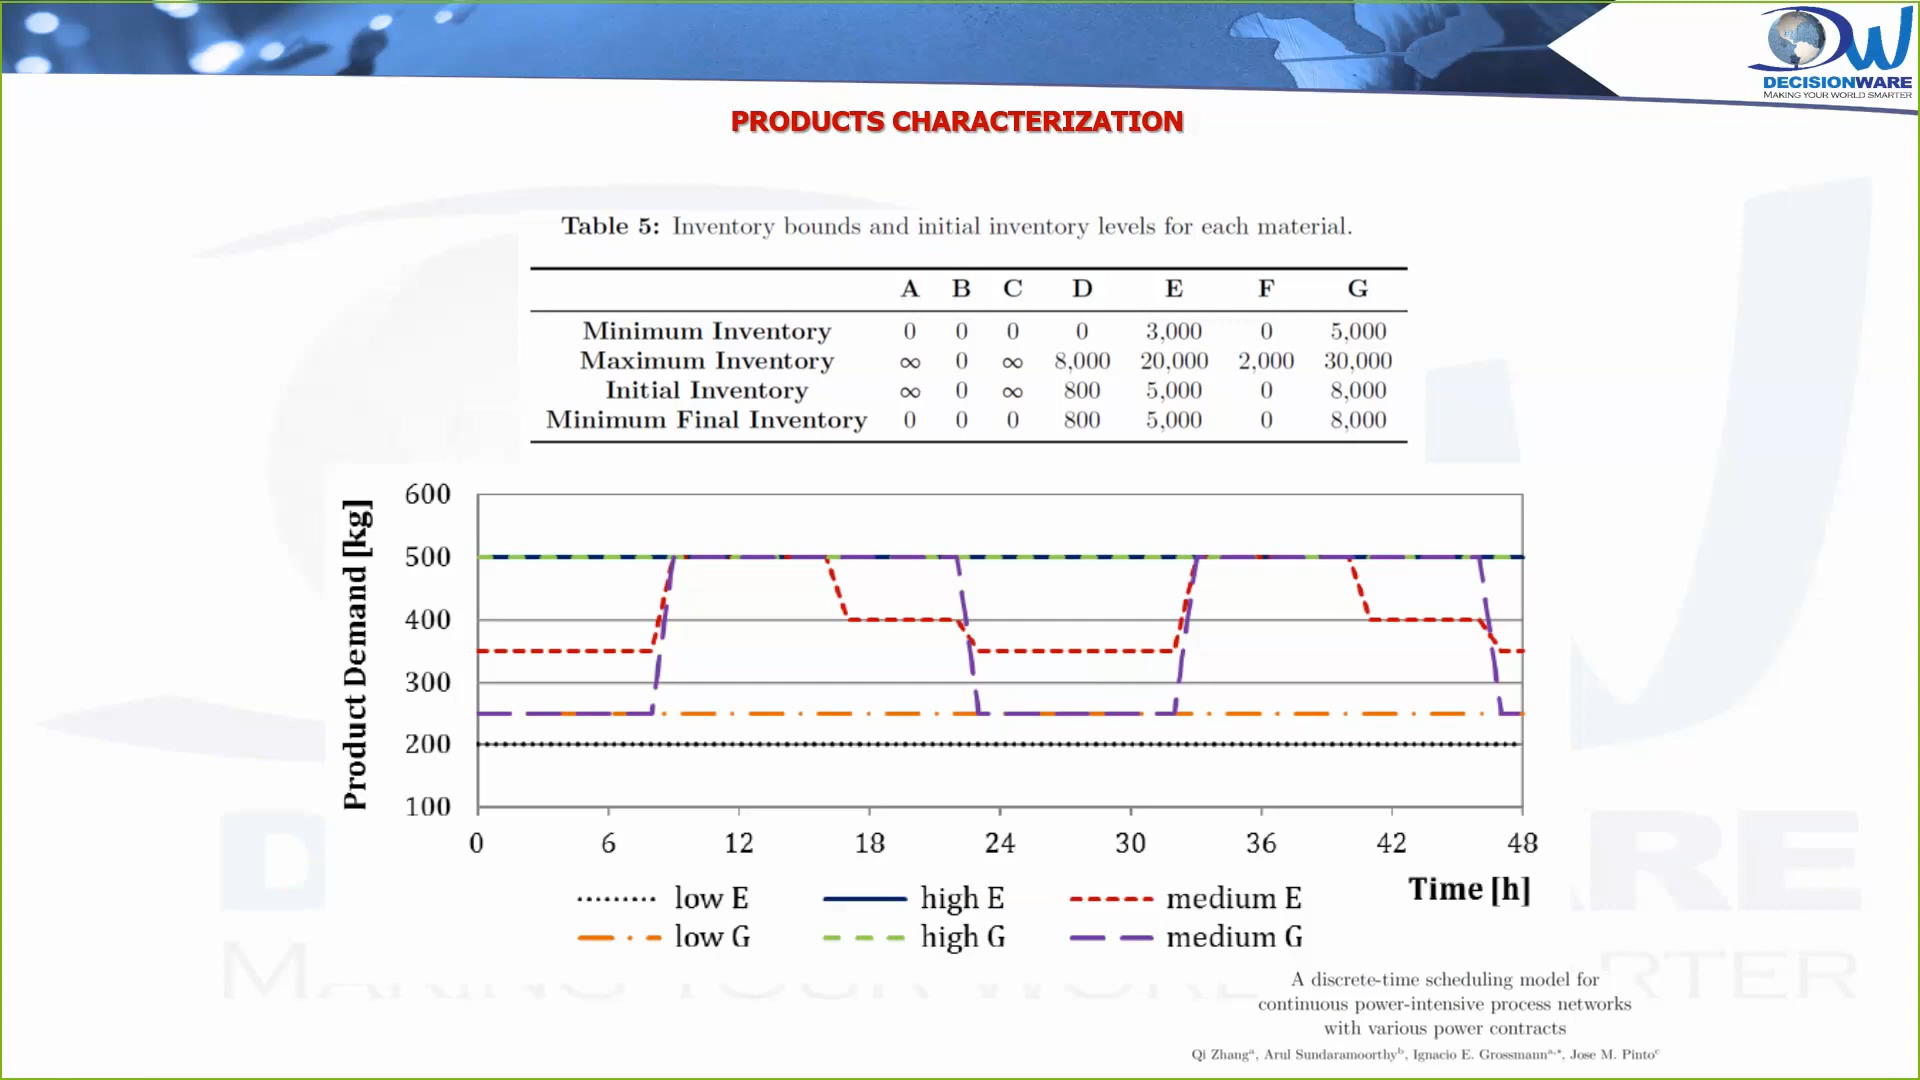 DW
DECISIONWARE
MAKING YOUR WORLD SMARTER
PRODUCTS CHARACTERIZATION
Table 5: Inventory bounds and initial inventory levels for each material.
A B C D E F G
Minimum Inventory 0 0 0 0 3,000 0 5,000
Maximum Inventory ∞ 0 ∞ 8,000 20,000 2,000 30,000
Initial Inventory ∞ 0 ∞ 800 5,000 0 8,000
Minimum Final Inventory 0 0 0 800 5,000 0 8,000
Product Demand [kg]
600
500
400
300
200
100
0 6 12 18 24 30 36 42 48
Time [h]
low E high E medium E
low G high G medium G
A discrete-time scheduling model for
continuous power-intensive process networks
with various power contracts
Qi Zhangᵃ, Arul Sundaramoorthyᵇ, Ignacio E. Grossmannᵃ,*, Jose M. Pintoᶜ